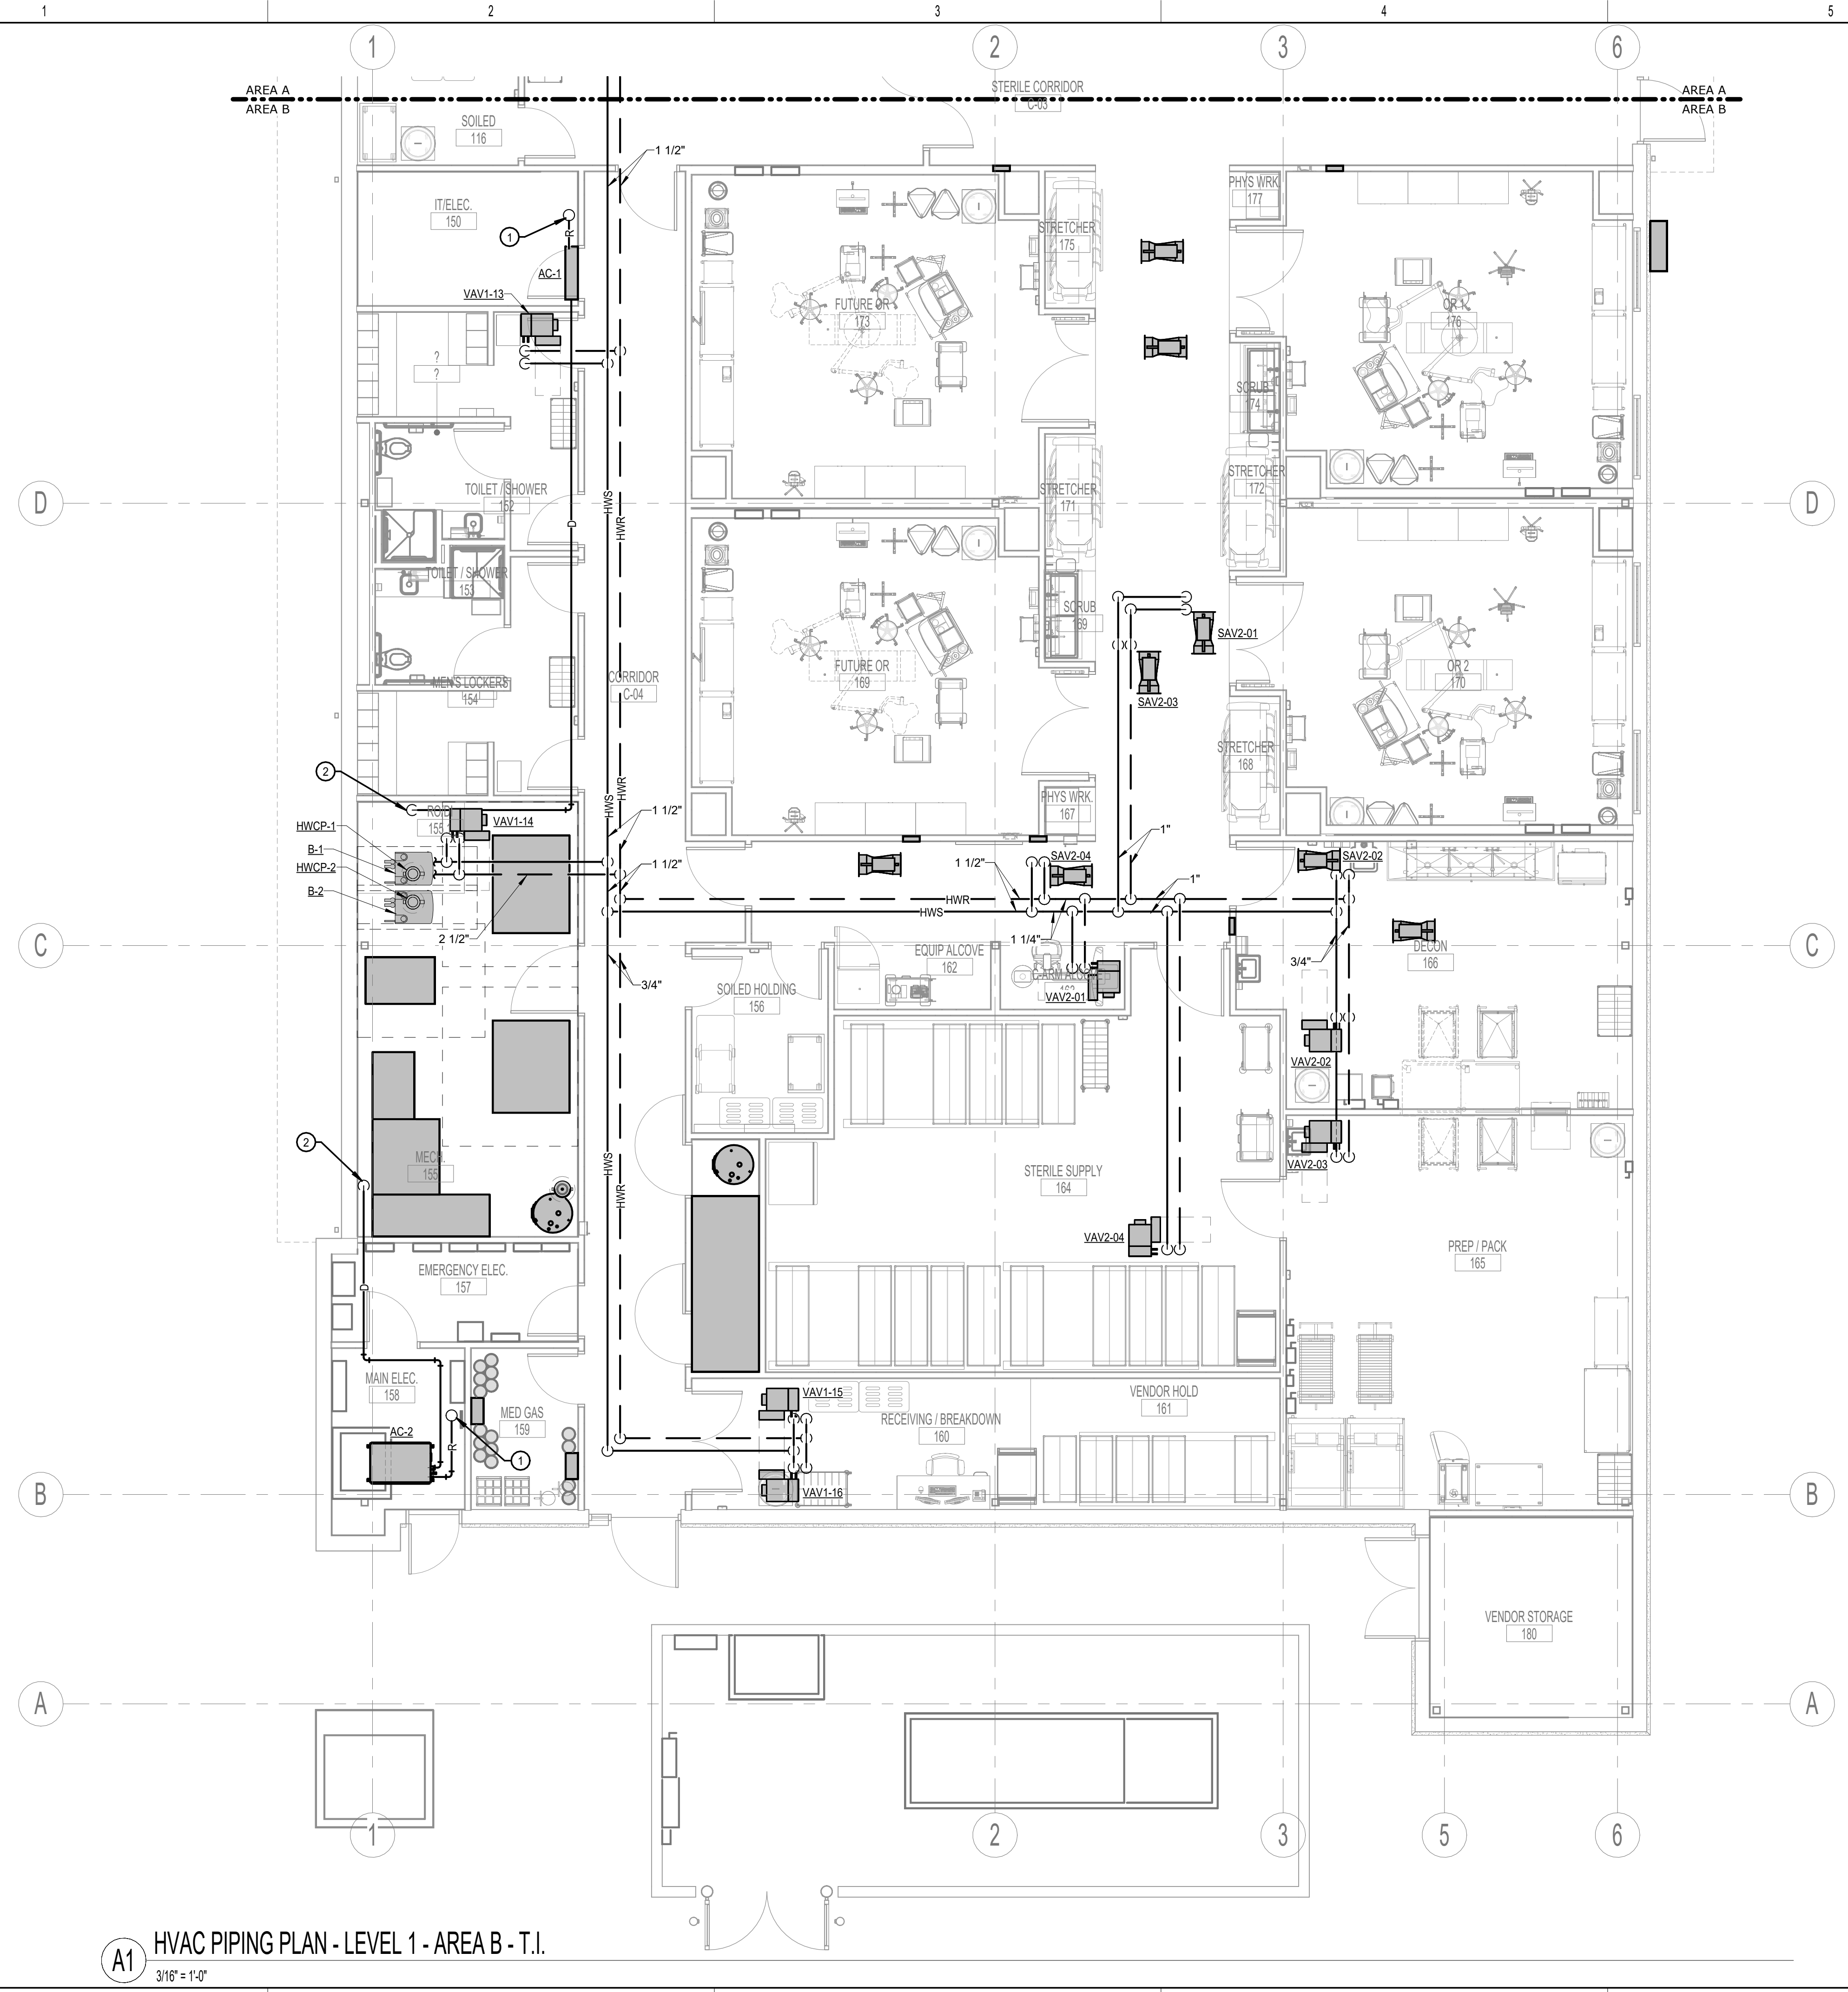 1 2 3 4 5
1 2 3 6
AREA A
AREA B
STERILE CORRIDOR
C-03
AREA A
AREA B
SOILED
116
1 1/2"
IT/ELEC.
150
1
R
AC-1
VAV1-13
?
?
PHYS WRK.
177
STRETCHER
175
FUTURE OR
173
OR 1
176
SCRUB
174
STRETCHER
172
STRETCHER
171
D
D
TOILET / SHOWER
152
D
HWS
HWR
TOILET / SHOWER
153
SCRUB
169
SAV2-01
SAV2-03
MEN'S LOCKERS
154
CORRIDOR
C-04
FUTURE OR
169
OR 2
170
STRETCHER
168
2
RO/DI
155
VAV1-14
HWCP-1
B-1
HWCP-2
B-2
HWS
HWR
1 1/2"
1 1/2"
PHYS WRK.
167
1"
1 1/2"
SAV2-04
SAV2-02
1"
HWR
HWS
2 1/2"
1 1/4"
C
C
3/4"
3/4"
SOILED HOLDING
156
EQUIP ALCOVE
162
VAV2-01
DECON
166
VAV2-02
VAV2-03
2
MECH.
155
HWS
HWR
STERILE SUPPLY
164
VAV2-04
PREP / PACK
165
EMERGENCY ELEC.
157
D
MAIN ELEC.
158
AC-2
R
1
MED GAS
159
VAV1-15
VAV1-16
RECEIVING / BREAKDOWN
160
VENDOR HOLD
161
B
B
VENDOR STORAGE
180
A
A
1 2 3 5 6
A1
HVAC PIPING PLAN - LEVEL 1 - AREA B - T.I.
3/16" = 1'-0"